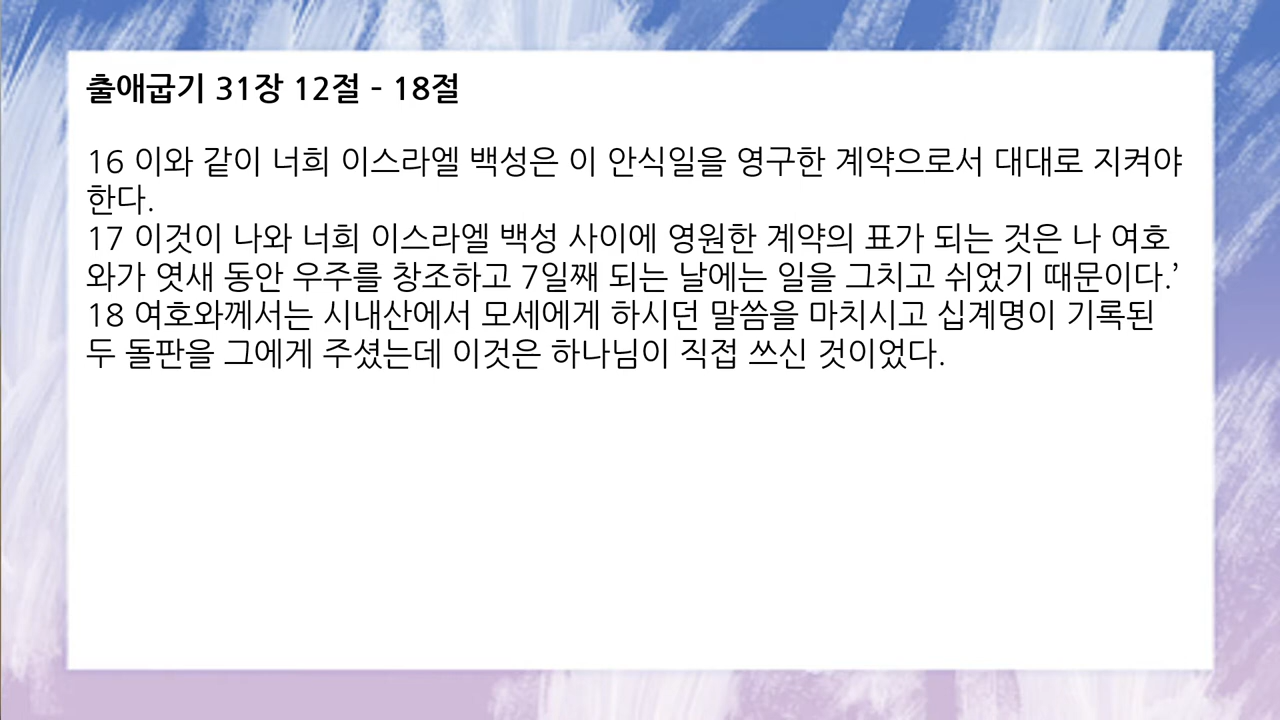 출애굽기 31장 12절 - 18절
16 이와 같이 너희 이스라엘 백성은 이 안식일을 영구한 계약으로서 대대로 지켜야
한다.
17 이것이 나와 너희 이스라엘 백성 사이에 영원한 계약의 표가 되는 것은 나 여호
와가 엿새 동안 우주를 창조하고 7일째 되는 날에는 일을 그치고 쉬었기 때문이다.’
18 여호와께서는 시내산에서 모세에게 하시던 말씀을 마치시고 십계명이 기록된
두 돌판을 그에게 주셨는데 이것은 하나님이 직접 쓰신 것이었다.